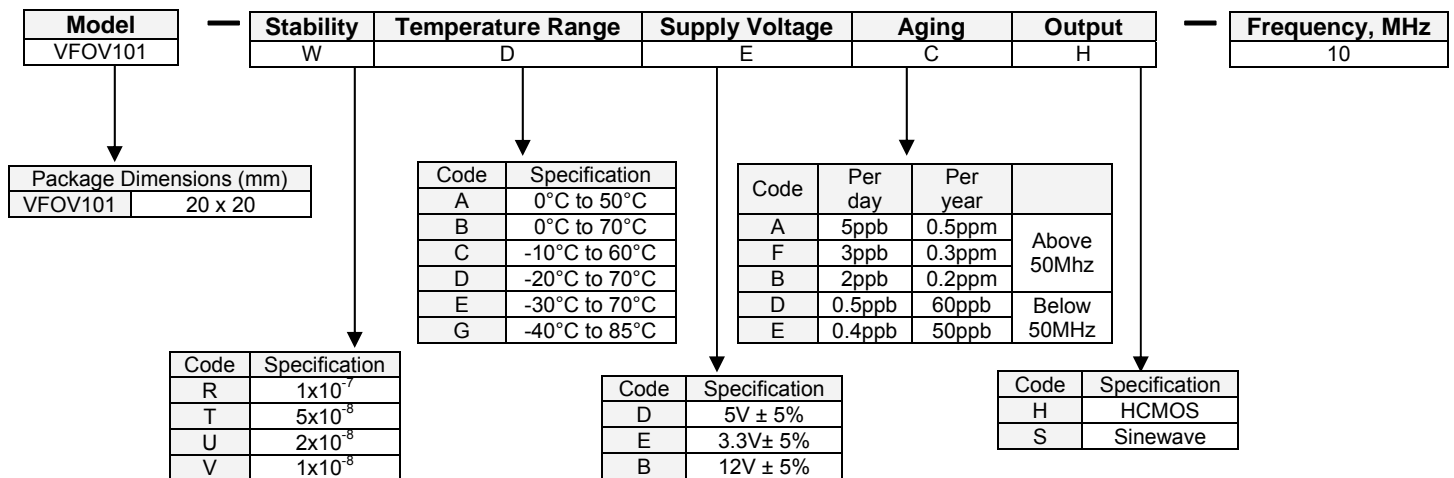 Model — Stability Temperature Range Supply Voltage Aging Output — Frequency, MHz
VFOV101 W D E C H 10
Package Dimensions (mm)
VFOV101 20 x 20
Code Specification
A 0°C to 50°C
B 0°C to 70°C
C -10°C to 60°C
D -20°C to 70°C
E -30°C to 70°C
G -40°C to 85°C
Code Per day Per year
A 5ppb 0.5ppm Above 50Mhz
F 3ppb 0.3ppm
B 2ppb 0.2ppm
D 0.5ppb 60ppb Below 50MHz
E 0.4ppb 50ppb
Code Specification
R 1x10⁻⁷
T 5x10⁻⁸
U 2x10⁻⁸
V 1x10⁻⁸
Code Specification
D 5V ± 5%
E 3.3V± 5%
B 12V ± 5%
Code Specification
H HCMOS
S Sinewave